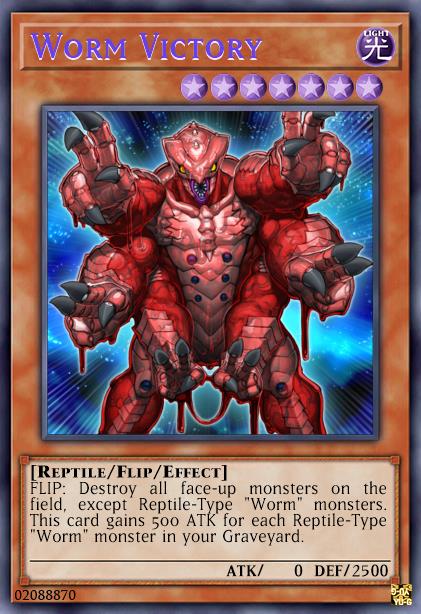 Worm Victory
LIGHT
光
[Reptile/Flip/Effect]
FLIP: Destroy all face-up monsters on the
field, except Reptile-Type "Worm" monsters.
This card gains 500 ATK for each Reptile-Type
"Worm" monster in your Graveyard.
ATK/ 0 DEF/2500
02088870